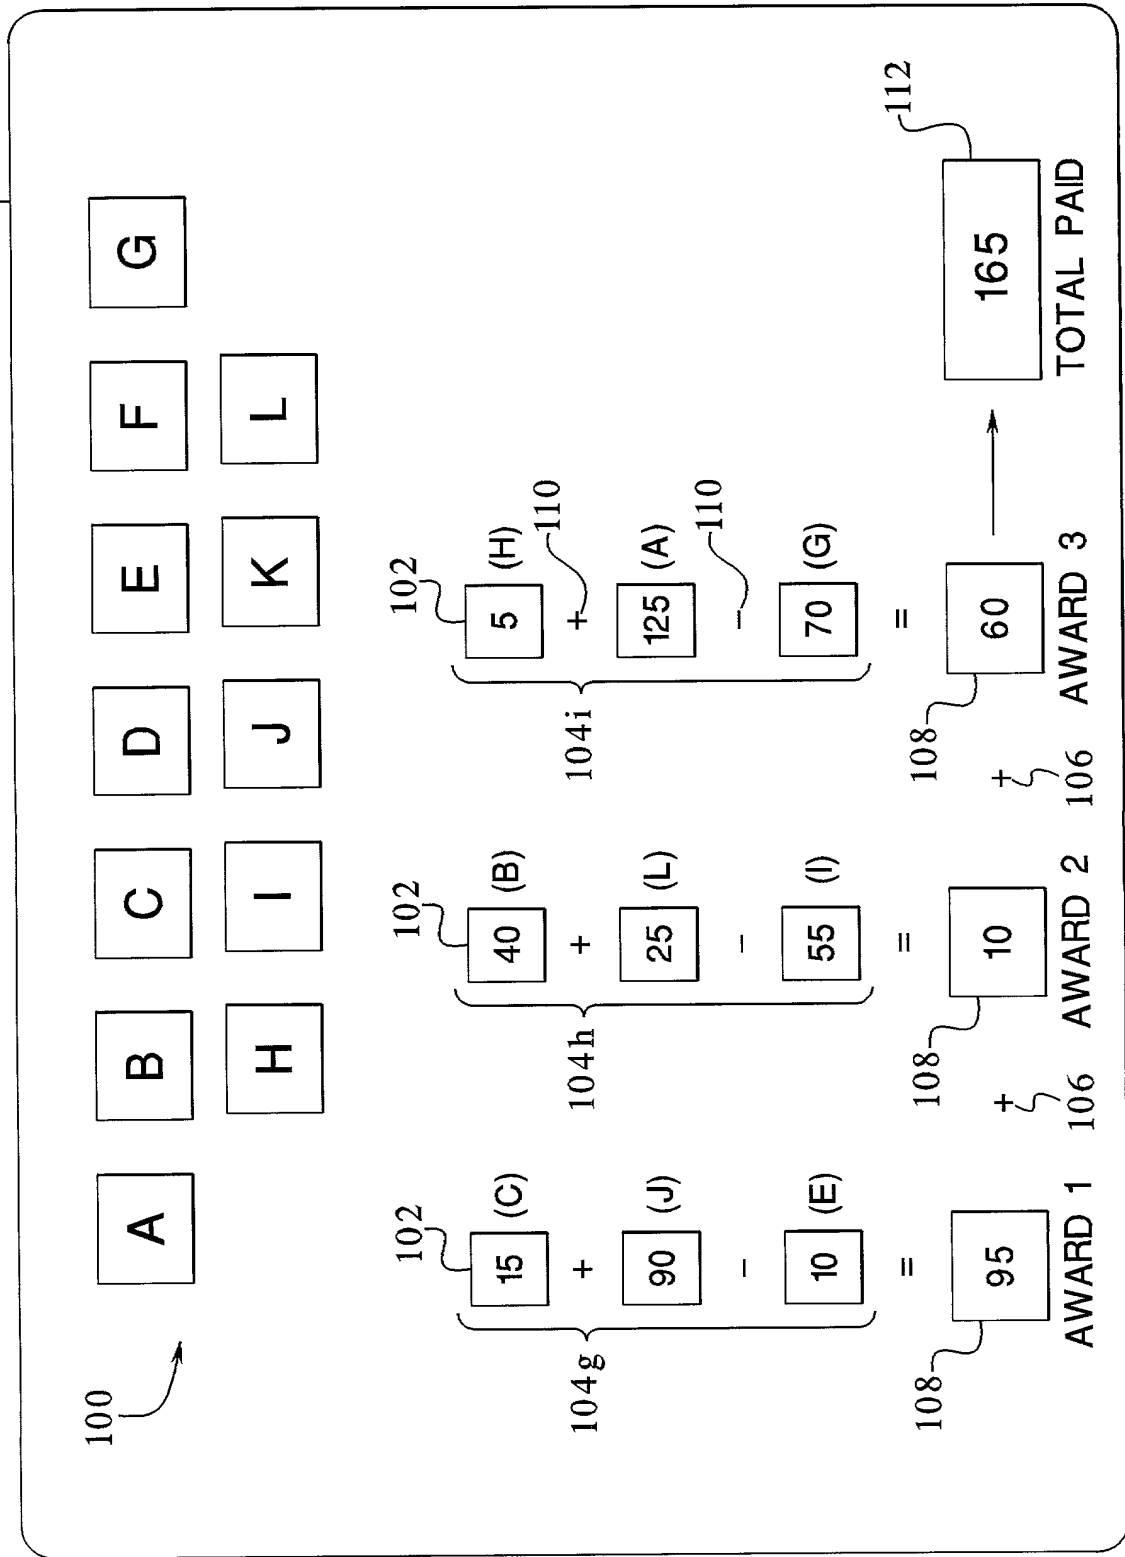 100
A B C D E F G
H I J K L
102 102 102
15 (C) 40 (B) 5 (H)
+ + + 110
104g 90 (J) 104h 25 (L) 104i 125 (A)
- - - 110
10 (E) 55 (I) 70 (G)
= = =
108 108 108 112
95 + 10 + 60 165
106 106
AWARD 1 AWARD 2 AWARD 3 TOTAL PAID